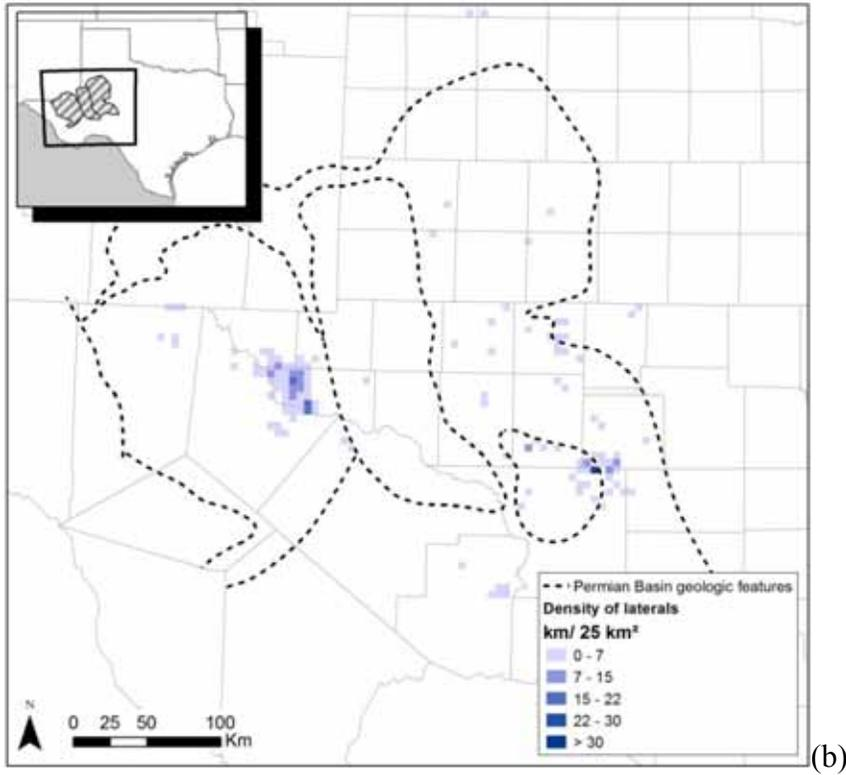 Permian Basin geologic features
Density of laterals
km/ 25 km²
0 - 7
7 - 15
15 - 22
22 - 30
> 30
N
0 25 50 100
Km
(b)